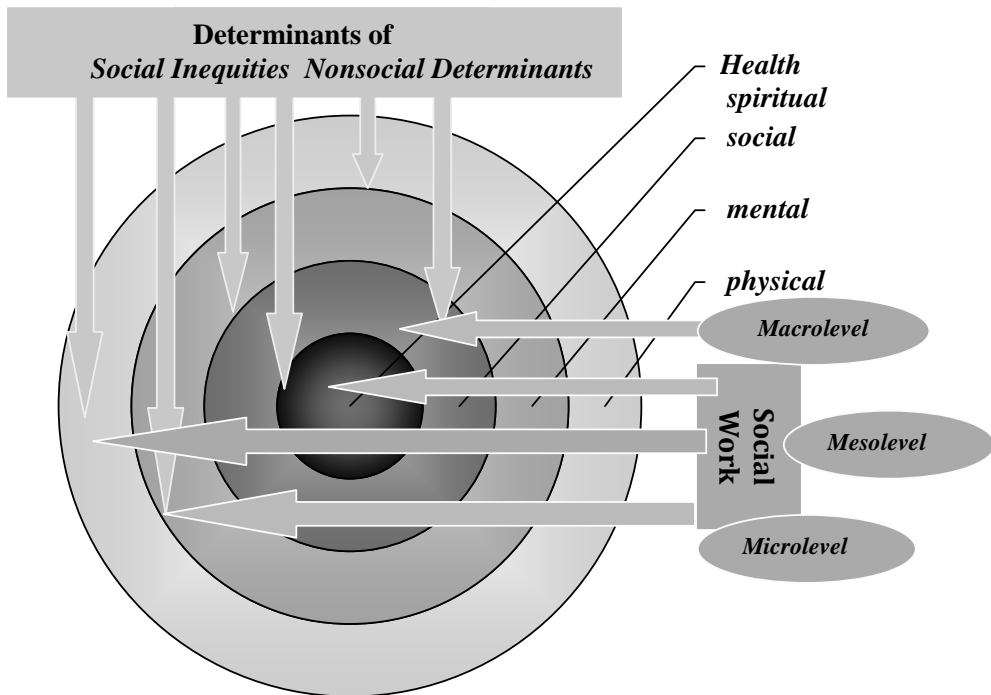 Determinants of
Social Inequities Nonsocial Determinants
Health
spiritual
social
mental
physical
Macrolevel
Social
Work
Mesolevel
Microlevel